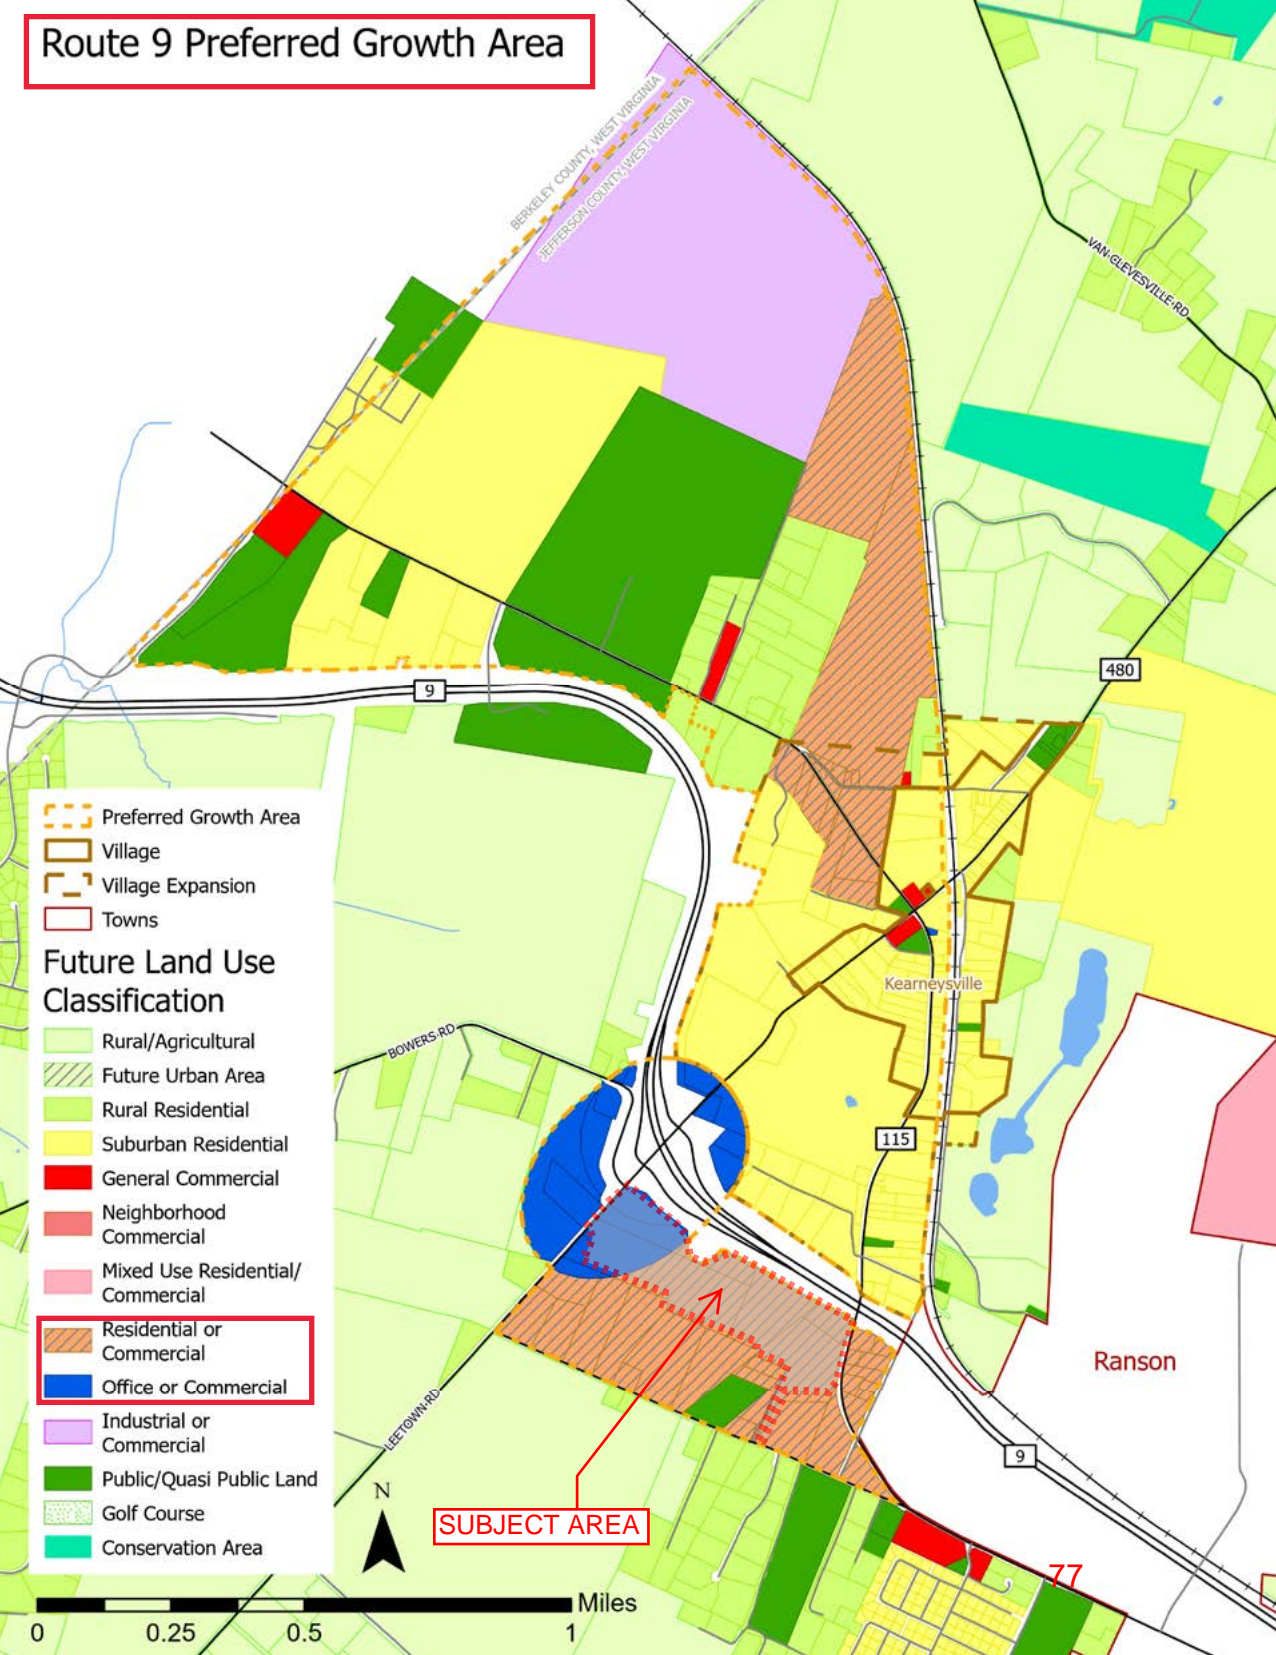 Route 9 Preferred Growth Area
BERKELEY COUNTY, WEST VIRGINIA
JEFFERSON COUNTY, WEST VIRGINIA
VAN CLEVESVILLE RD
480
9
Preferred Growth Area
Village
Village Expansion
Towns
Future Land Use
Classification
Rural/Agricultural
Future Urban Area
Rural Residential
Suburban Residential
General Commercial
Neighborhood
Commercial
Mixed Use Residential/
Commercial
Residential or
Commercial
Office or Commercial
Industrial or
Commercial
Public/Quasi Public Land
Golf Course
Conservation Area
Kearneysville
BOWERS RD
115
Ranson
LEETOWN RD
9
N
SUBJECT AREA
77
Miles
0 0.25 0.5 1